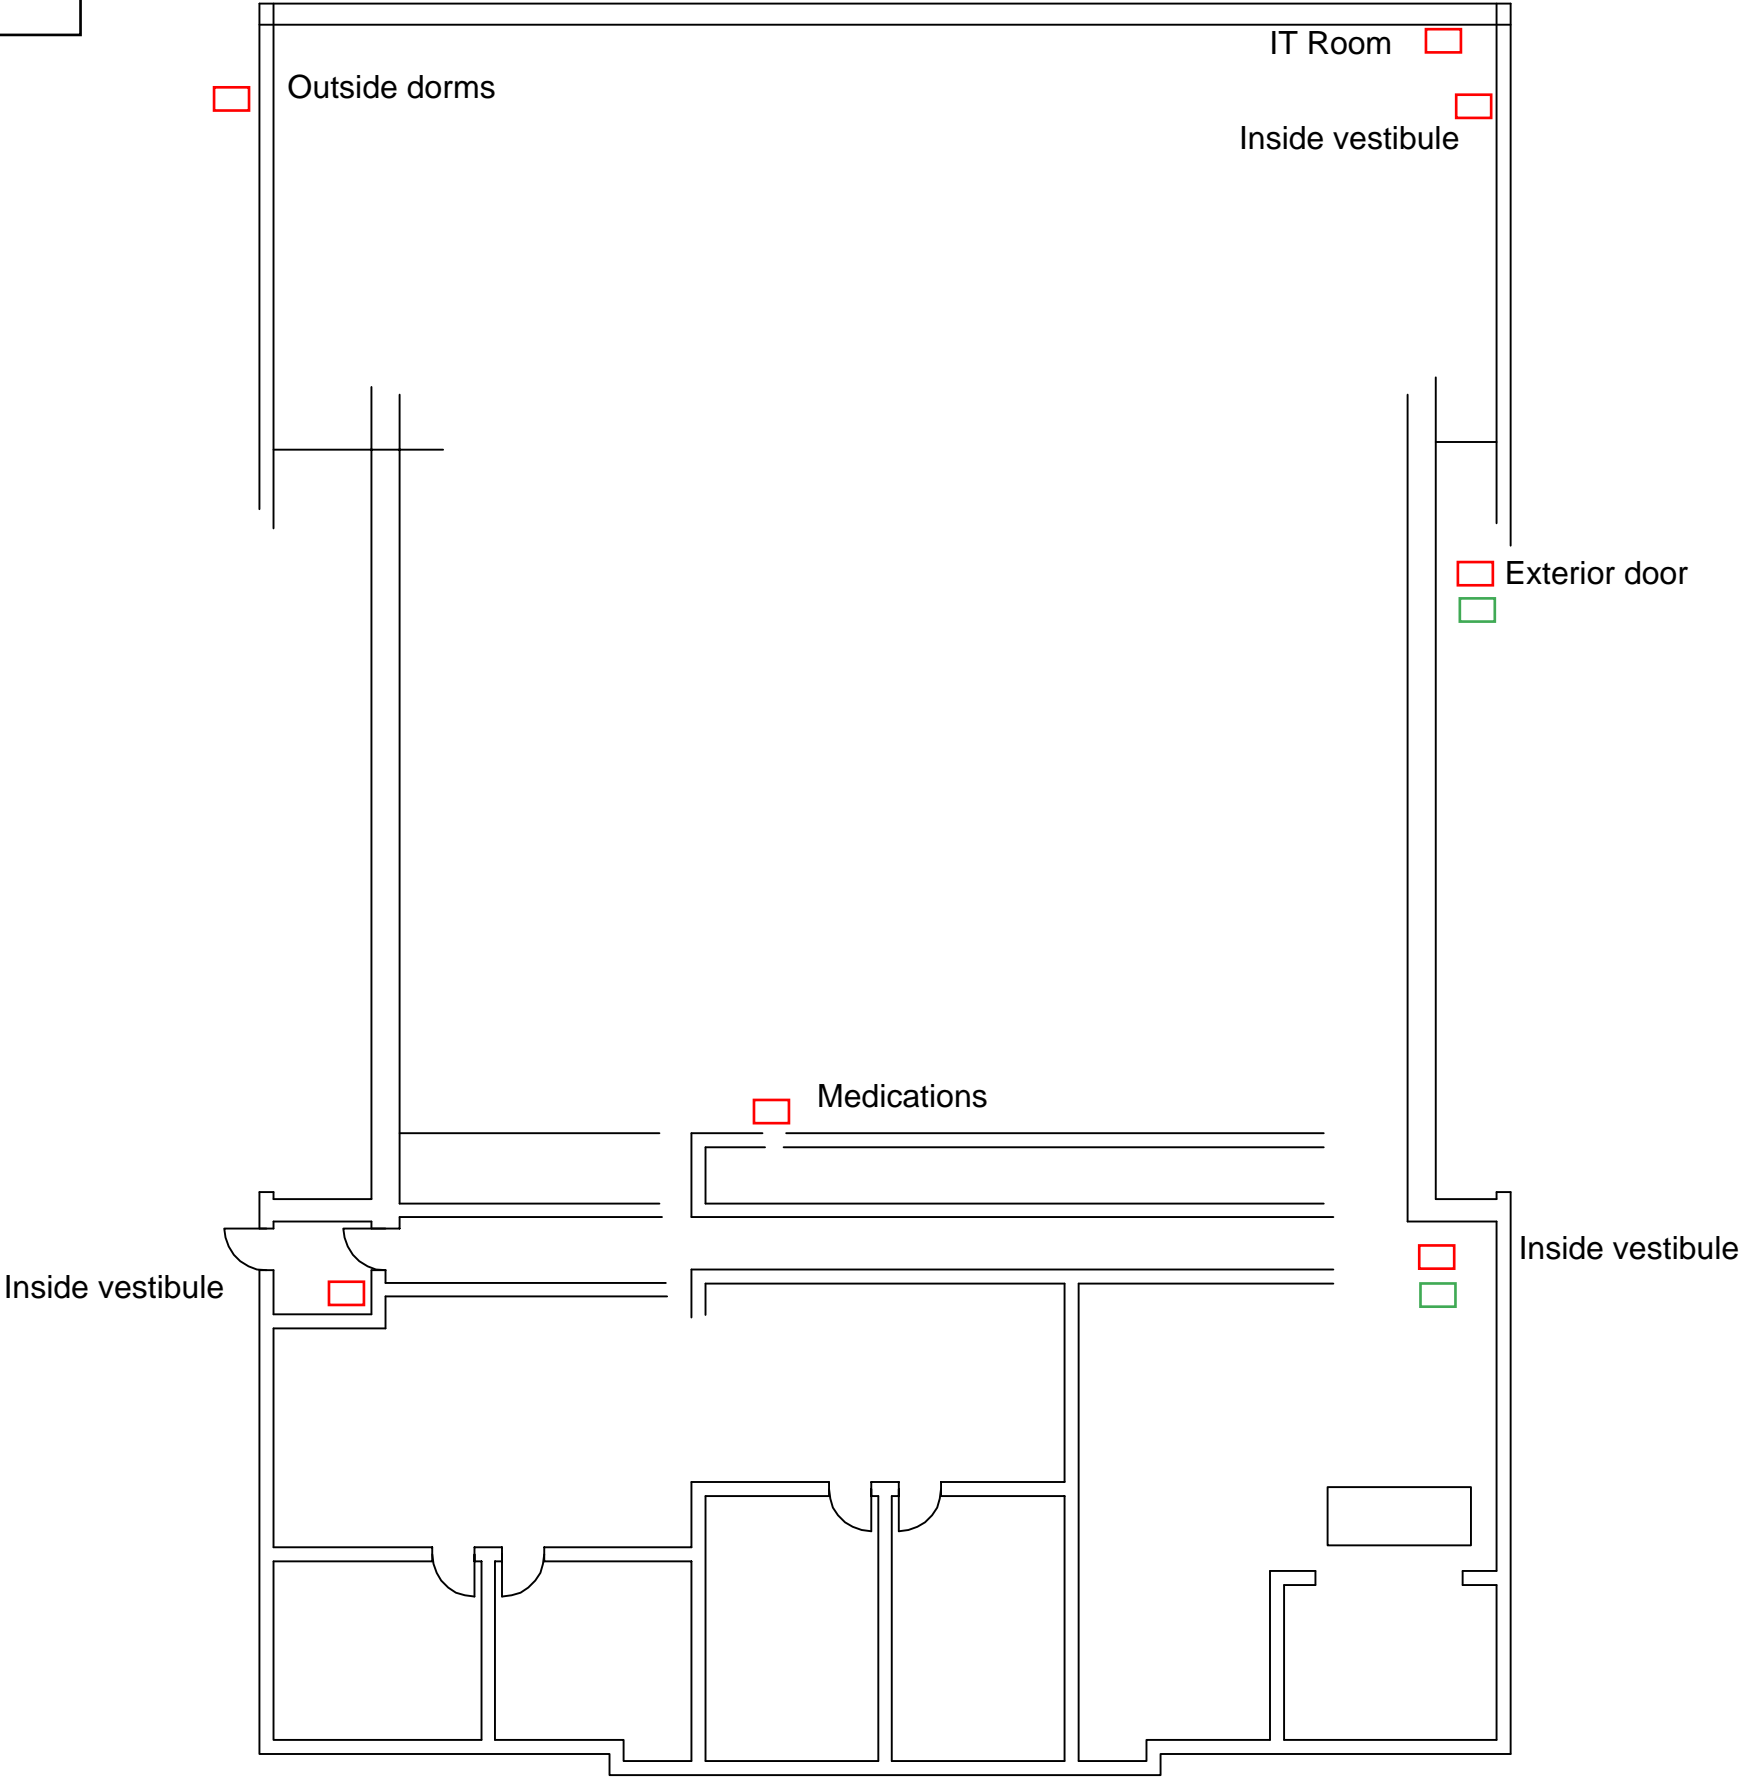 IT Room
Outside dorms
Inside vestibule
Exterior door
Medications
Inside vestibule
Inside vestibule